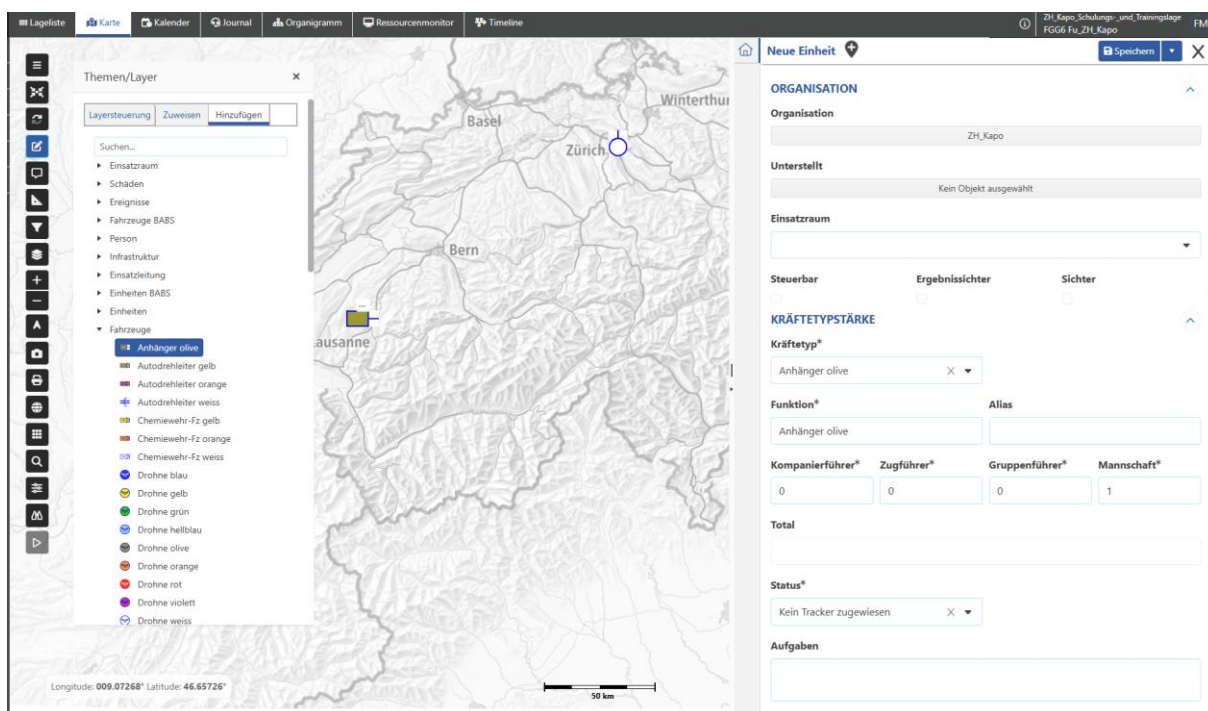 Lageliste Karte Kalender Journal Organigramm Ressourcenmonitor Timeline
ZH_Kapo_Schulungs-_und_Trainingslage
FGG6 Fu_ZH_Kapo
FM
Themen/Layer
Layersteuerung Zuweisen Hinzufügen
Suchen...
Einsatzraum
Schäden
Ereignisse
Fahrzeuge BABS
Person
Infrastruktur
Einsatzleitung
Einheiten BABS
Einheiten
Fahrzeuge
Anhänger olive
Autodrehleiter gelb
Autodrehleiter orange
Autodrehleiter weiss
Chemiewehr-Fz gelb
Chemiewehr-Fz orange
Chemiewehr-Fz weiss
Drohne blau
Drohne gelb
Drohne grün
Drohne hellblau
Drohne olive
Drohne orange
Drohne rot
Drohne violett
Drohne weiss
Winterthur
Basel
Zürich
Bern
Lausanne
Longitude: 009.07268° Latitude: 46.65726°
50 km
Neue Einheit
Speichern
ORGANISATION
Organisation
ZH_Kapo
Unterstellt
Kein Objekt ausgewählt
Einsatzraum
Steuerbar Ergebnissichter Sichter
KRÄFTETYPSTÄRKE
Kräftetyp*
Anhänger olive
Funktion* Alias
Anhänger olive
Kompanierführer* Zugführer* Gruppenführer* Mannschaft*
0 0 0 1
Total
Status*
Kein Tracker zugewiesen
Aufgaben